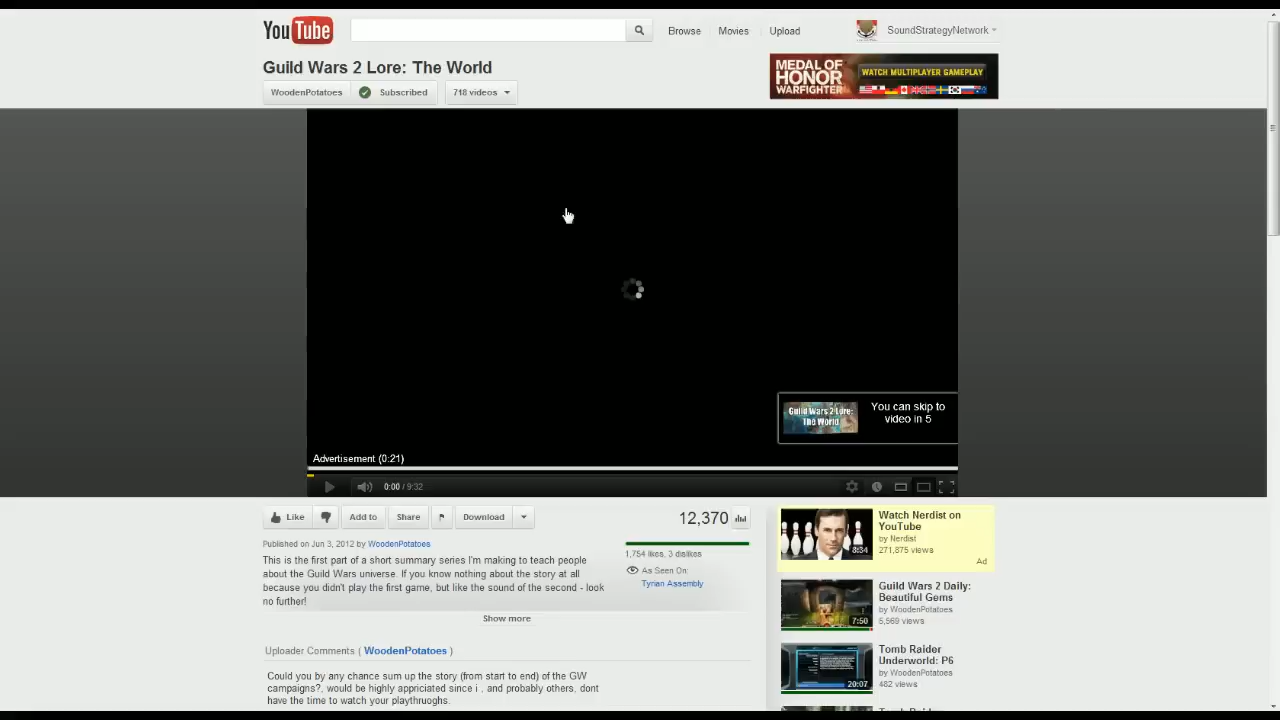 YouTube
Browse
Movies
Upload
SoundStrategyNetwork
Guild Wars 2 Lore: The World
WoodenPotatoes
Subscribed
718 videos
MEDAL OF
HONOR
WARFIGHTER
WATCH MULTIPLAYER GAMEPLAY
Guild Wars 2 Lore:
The World
You can skip to
video in 5
Advertisement (0:21)
0:00 / 9:32
Like
Add to
Share
Download
12,370
Published on Jun 3, 2012 by WoodenPotatoes
This is the first part of a short summary series I'm making to teach people
about the Guild Wars universe. If you know nothing about the story at all
because you didn't play the first game, but like the sound of the second - look
no further!
Show more
1,754 likes, 3 dislikes
As Seen On:
Tyrian Assembly
Uploader Comments ( WoodenPotatoes )
Could you by any chance sum up the story (from start to end) of the GW
campaigns?, would be highly appriciated since i , and probably others, dont
have the time to watch your playthruoghs.
8:34
Watch Nerdist on
YouTube
by Nerdist
271,875 views
Ad
7:50
Guild Wars 2 Daily:
Beautiful Gems
by WoodenPotatoes
5,569 views
20:07
Tomb Raider
Underworld: P6
by WoodenPotatoes
482 views